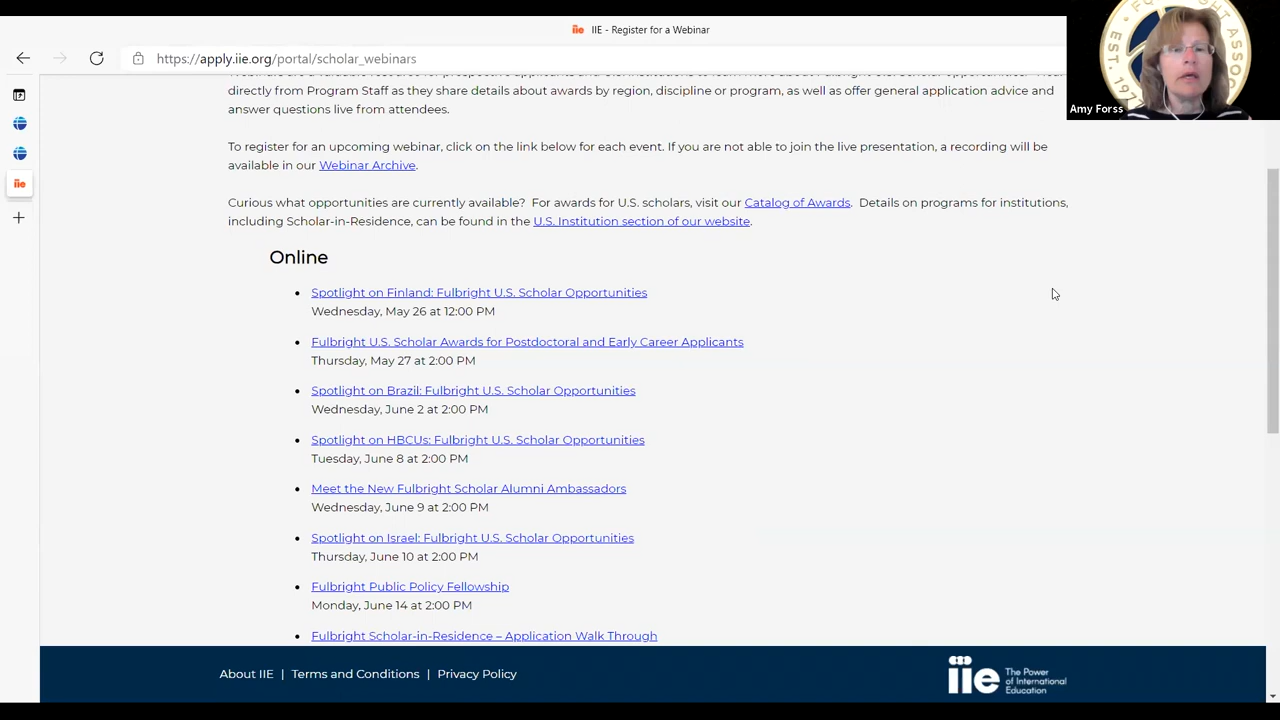 IIE - Register for a Webinar
https://apply.iie.org/portal/scholar_webinars
directly from Program Staff as they share details about awards by region, discipline or program, as well as offer general application advice and
answer questions live from attendees.
To register for an upcoming webinar, click on the link below for each event. If you are not able to join the live presentation, a recording will be
available in our Webinar Archive.
Curious what opportunities are currently available? For awards for U.S. scholars, visit our Catalog of Awards. Details on programs for institutions,
including Scholar-in-Residence, can be found in the U.S. Institution section of our website.
Online
Spotlight on Finland: Fulbright U.S. Scholar Opportunities
Wednesday, May 26 at 12:00 PM
Fulbright U.S. Scholar Awards for Postdoctoral and Early Career Applicants
Thursday, May 27 at 2:00 PM
Spotlight on Brazil: Fulbright U.S. Scholar Opportunities
Wednesday, June 2 at 2:00 PM
Spotlight on HBCUs: Fulbright U.S. Scholar Opportunities
Tuesday, June 8 at 2:00 PM
Meet the New Fulbright Scholar Alumni Ambassadors
Wednesday, June 9 at 2:00 PM
Spotlight on Israel: Fulbright U.S. Scholar Opportunities
Thursday, June 10 at 2:00 PM
Fulbright Public Policy Fellowship
Monday, June 14 at 2:00 PM
Fulbright Scholar-in-Residence – Application Walk Through
About IIE | Terms and Conditions | Privacy Policy
iie
The Power
of International
Education
Amy Forss
iie
iie
EST. 197
ASSO